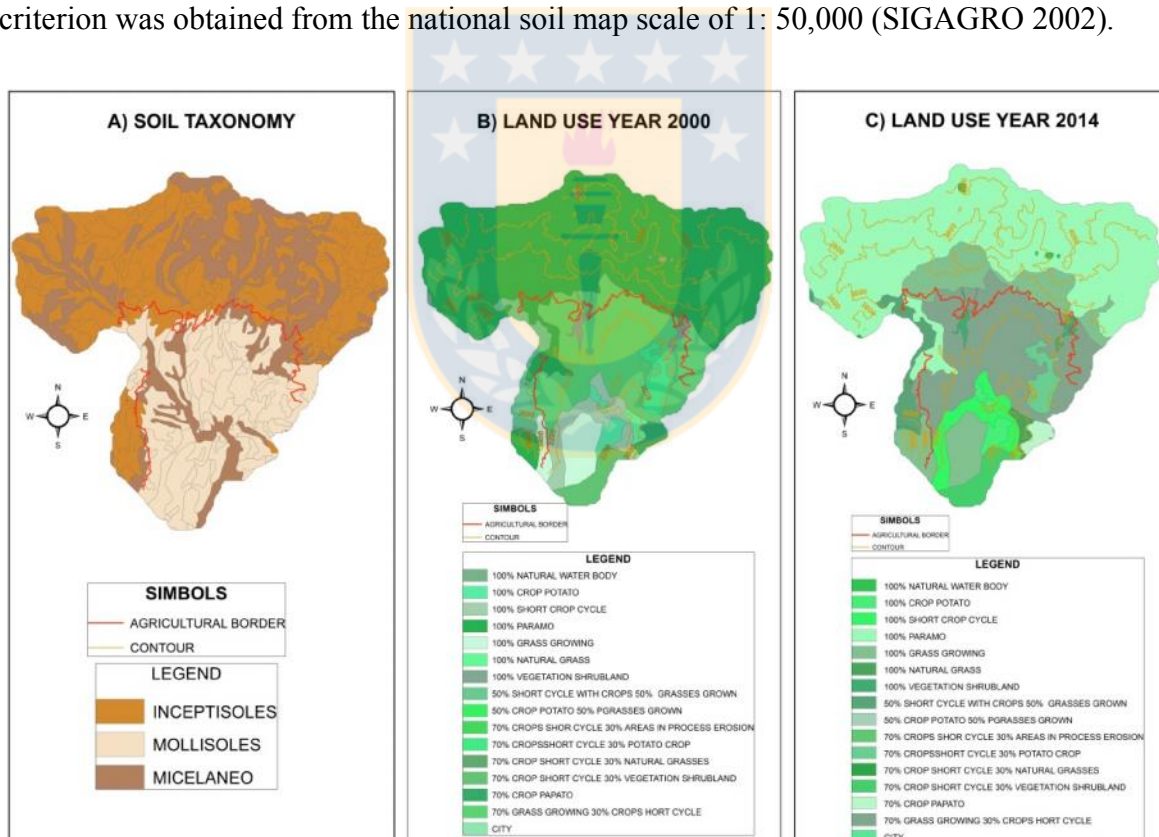 criterion was obtained from the national soil map scale of 1: 50,000 (SIGAGRO 2002).
A) SOIL TAXONOMY
N
W
E
S
SIMBOLS
AGRICULTURAL BORDER
CONTOUR
LEGEND
INCEPTISOLES
MOLLISOLES
MICELANEO
B) LAND USE YEAR 2000
N
W
E
S
SIMBOLS
AGRICULTURAL BORDER
CONTOUR
LEGEND
100% NATURAL WATER BODY
100% CROP POTATO
100% SHORT CROP CYCLE
100% PARAMO
100% GRASS GROWING
100% NATURAL GRASS
100% VEGETATION SHRUBLAND
50% SHORT CYCLE WITH CROPS 50% GRASSES GROWN
50% CROP POTATO 50% PGRASSES GROWN
70% CROPS SHOR CYCLE 30% AREAS IN PROCESS EROSION
70% CROPSSHORT CYCLE 30% POTATO CROP
70% CROP SHORT CYCLE 30% NATURAL GRASSES
70% CROP SHORT CYCLE 30% VEGETATION SHRUBLAND
70% CROP PAPATO
70% GRASS GROWING 30% CROPS HORT CYCLE
CITY
C) LAND USE YEAR 2014
N
W
E
S
SIMBOLS
AGRICULTURAL BORDER
CONTOUR
LEGEND
100% NATURAL WATER BODY
100% CROP POTATO
100% SHORT CROP CYCLE
100% PARAMO
100% GRASS GROWING
100% NATURAL GRASS
100% VEGETATION SHRUBLAND
50% SHORT CYCLE WITH CROPS 50% GRASSES GROWN
50% CROP POTATO 50% PGRASSES GROWN
70% CROPS SHOR CYCLE 30% AREAS IN PROCESS EROSION
70% CROPSSHORT CYCLE 30% POTATO CROP
70% CROP SHORT CYCLE 30% NATURAL GRASSES
70% CROP SHORT CYCLE 30% VEGETATION SHRUBLAND
70% CROP PAPATO
70% GRASS GROWING 30% CROPS HORT CYCLE
CITY